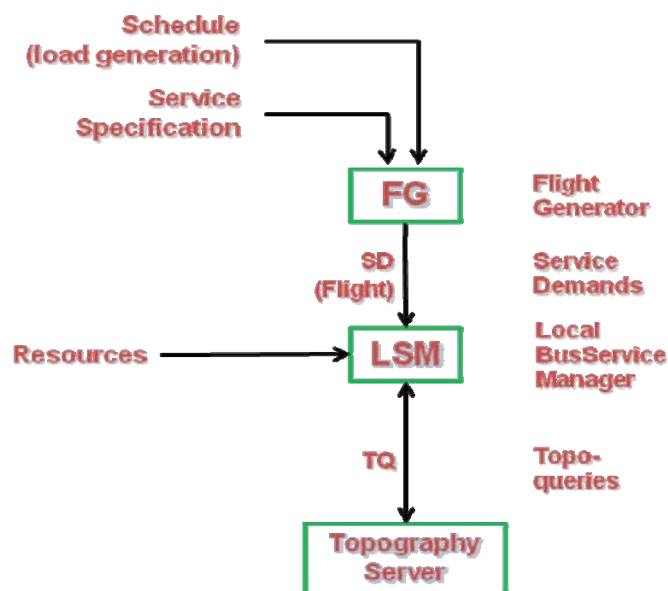 Schedule
(load generation)
Service
Specification
FG
Flight
Generator
SD
(Flight)
Service
Demands
Resources
LSM
Local
BusService
Manager
TQ
Topo-
queries
Topography
Server